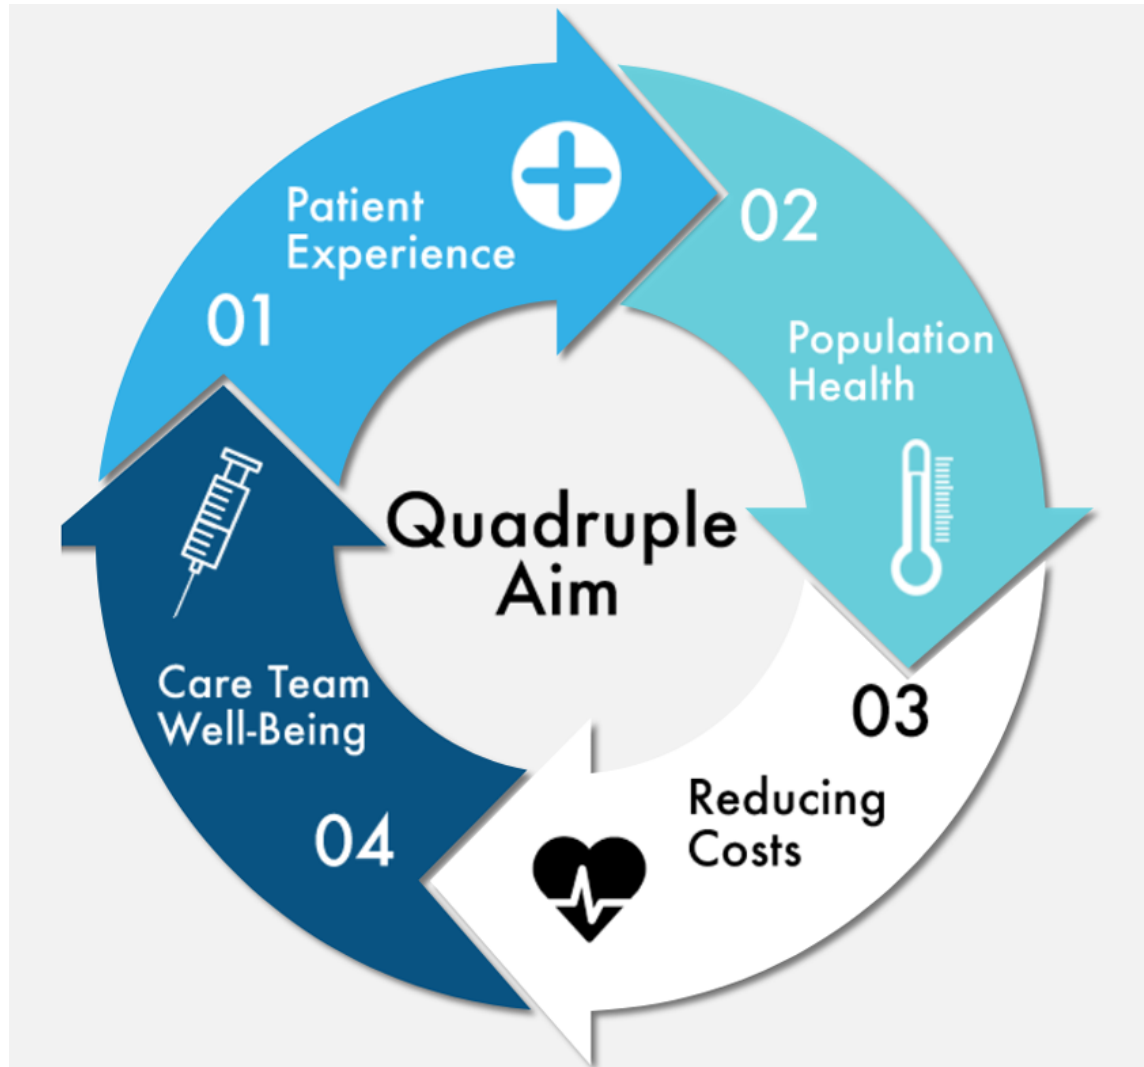 Quadruple
Aim
01
Patient
Experience
02
Population
Health
03
Reducing
Costs
04
Care Team
Well-Being